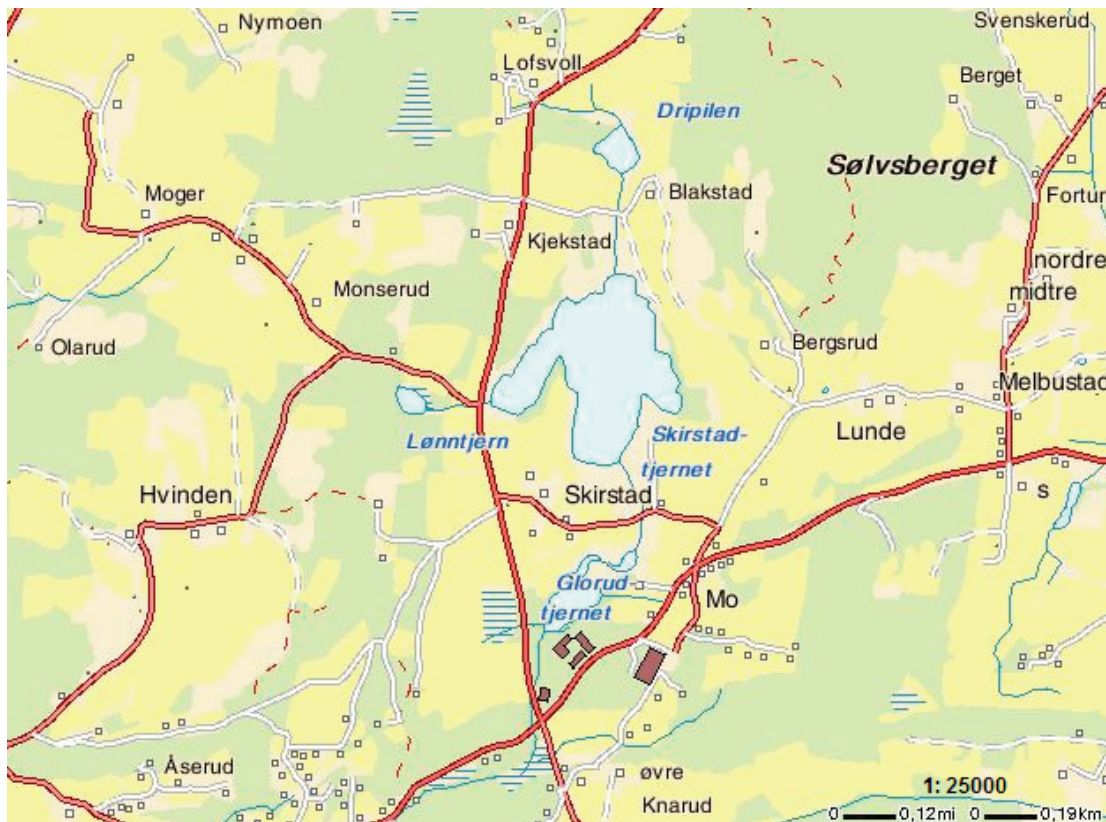 Nymoen
Svenskerud
Lofsvoll
Berget
Dripilen
Sølvsberget
Moger
Blakstad
Fortun
Kjekstad
nordre
Monserud
midtre
Olarud
Bergsrud
Melbustad
Lønntjern
Skirstad-
tjernet
Lunde
Hvinden
Skirstad
s
Glorud-
tjernet
Mo
Åserud
øvre
Knarud
1: 25000
0 0,12mi 0 0,19km